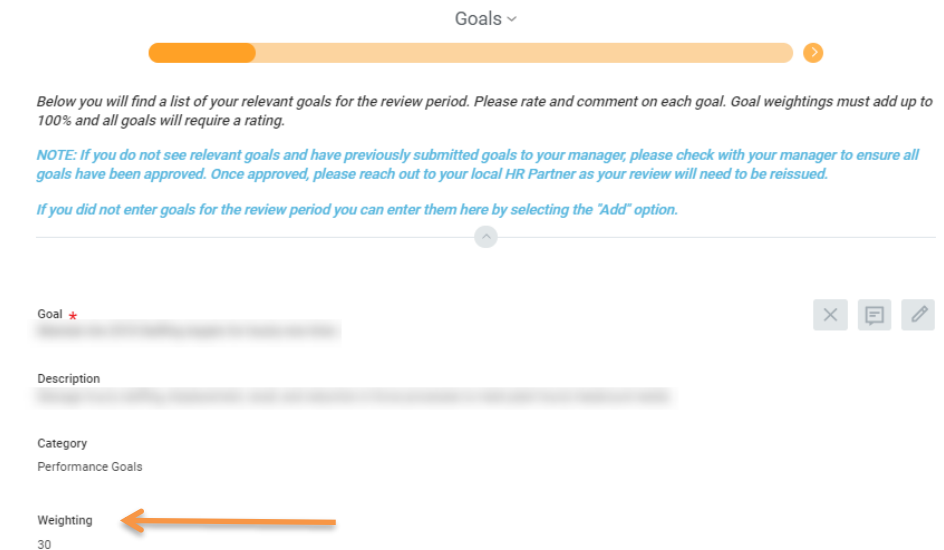 Goals
Below you will find a list of your relevant goals for the review period. Please rate and comment on each goal. Goal weightings must add up to
100% and all goals will require a rating.
NOTE: If you do not see relevant goals and have previously submitted goals to your manager, please check with your manager to ensure all
goals have been approved. Once approved, please reach out to your local HR Partner as your review will need to be reissued.
If you did not enter goals for the review period you can enter them here by selecting the "Add" option.
Goal *
Description
Category
Performance Goals
Weighting
30